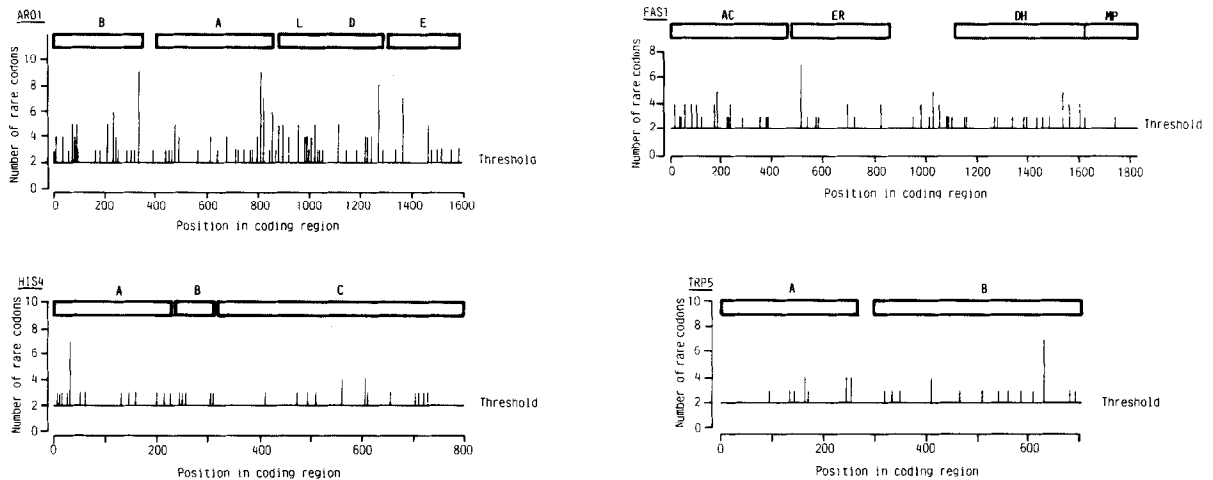 ARO1
B A L D E
10
8
6
4
2
0
Number of rare codons
Threshold
0 200 400 600 800 1000 1200 1400 1600
Position in coding region
FAS1
AC ER DH MP
8
6
4
2
0
Number of rare codons
Threshold
0 200 400 600 800 1000 1200 1400 1600 1800
Position in coding region
HIS4
A B C
10
8
6
4
2
0
Number of rare codons
Threshold
0 200 400 600 800
Position in coding region
TRP5
A B
10
8
6
4
2
0
Number of rare codons
Threshold
0 200 400 600
Position in coding region